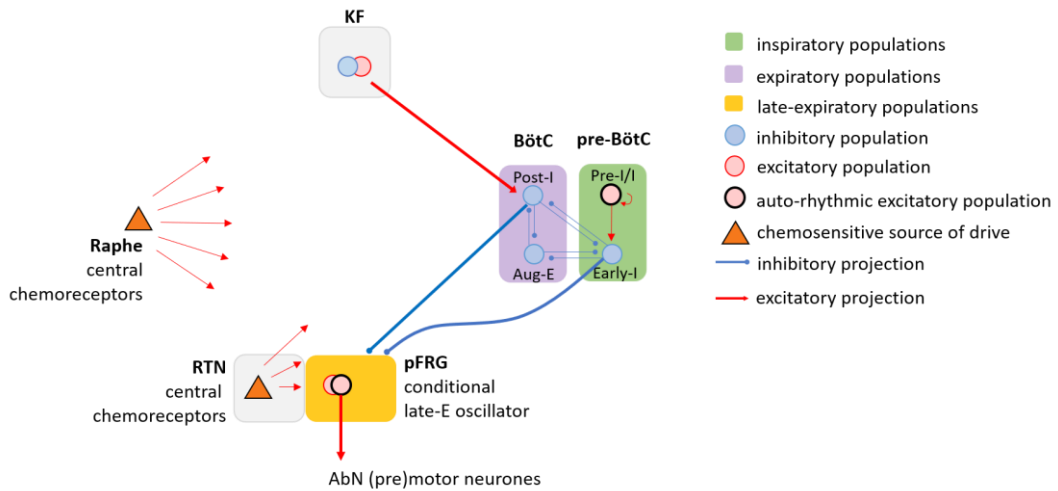 KF
BötC
pre-BötC
Post-I
Pre-I/I
Aug-E
Early-I
Raphe
central
chemoreceptors
RTN
central
chemoreceptors
pFRG
conditional
late-E oscillator
AbN (pre)motor neurones
inspiratory populations
expiratory populations
late-expiratory populations
inhibitory population
excitatory population
auto-rhythmic excitatory population
chemosensitive source of drive
inhibitory projection
excitatory projection